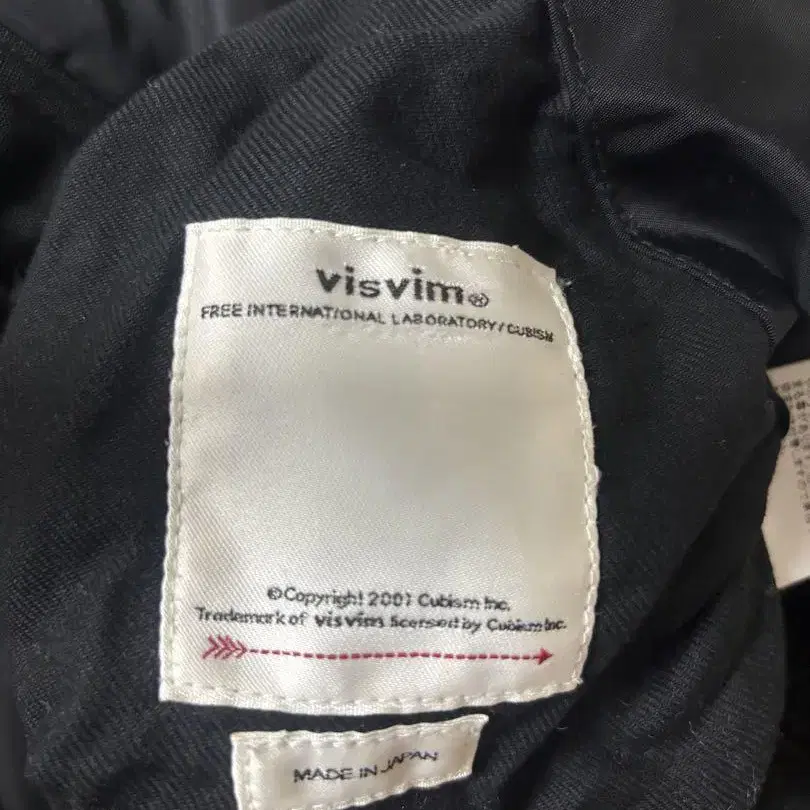 visvim®
FREE INTERNATIONAL LABORATORY/CUBISM
©Copyright 2001 Cubism Inc.
Trademark of visvim licensed by Cubism Inc.
MADE IN JAPAN